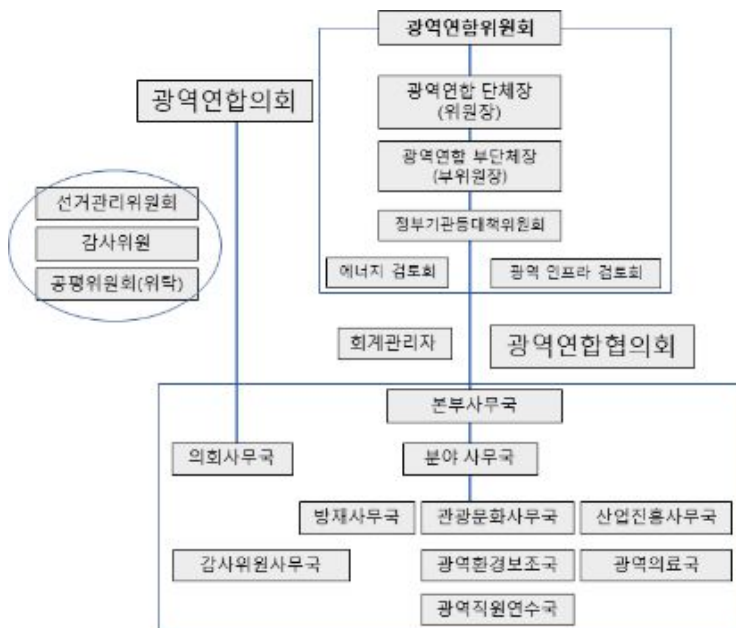 광역연합위원회
광역연합의회
광역연합 단체장
(위원장)
광역연합 부단체장
(부위원장)
선거관리위원회
정부기관등대책위원회
감사위원
에너지 검토회
광역 인프라 검토회
공평위원회(위탁)
회계관리자
광역연합협의회
본부사무국
의회사무국
분야 사무국
방재사무국
관광문화사무국
산업진흥사무국
감사위원사무국
광역환경보조국
광역의료국
광역직원연수국